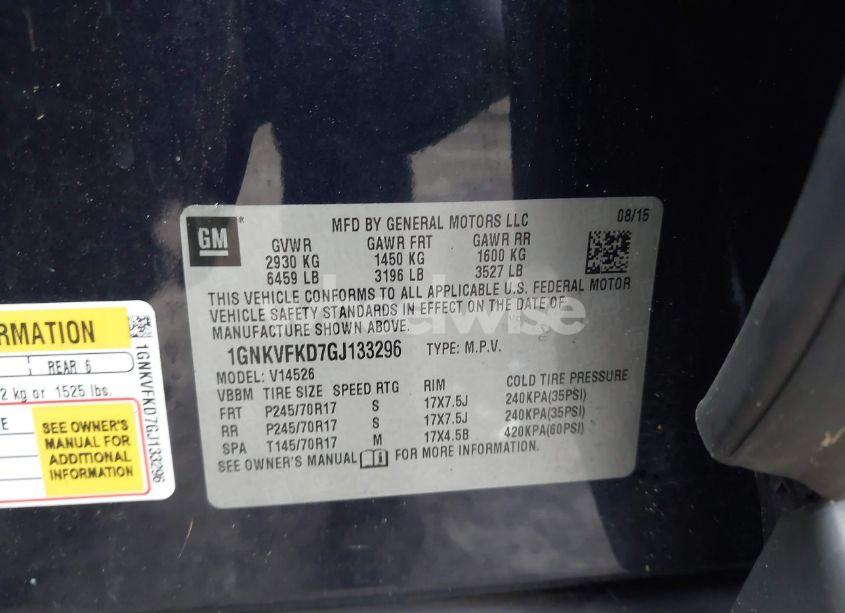 GM
MFD BY GENERAL MOTORS LLC 08/15
GVWR GAWR FRT GAWR RR
2930 KG 1450 KG 1600 KG
6459 LB 3196 LB 3527 LB
THIS VEHICLE CONFORMS TO ALL APPLICABLE U.S. FEDERAL MOTOR
VEHICLE SAFETY STANDARDS IN EFFECT ON THE DATE OF
MANUFACTURE SHOWN ABOVE.
1GNKVFKD7GJ133296 TYPE: M.P.V.
MODEL: V14526
VBBM TIRE SIZE SPEED RTG RIM COLD TIRE PRESSURE
FRT P245/70R17 S 17X7.5J 240KPA(35PSI)
RR P245/70R17 S 17X7.5J 240KPA(35PSI)
SPA T145/70R17 M 17X4.5B 420KPA(60PSI)
SEE OWNER'S MANUAL FOR MORE INFORMATION.
REAR 6
kg or 1525 lbs.
SEE OWNER'S
MANUAL FOR
ADDITIONAL
INFORMATION
1GNKVFKD7GJ133296